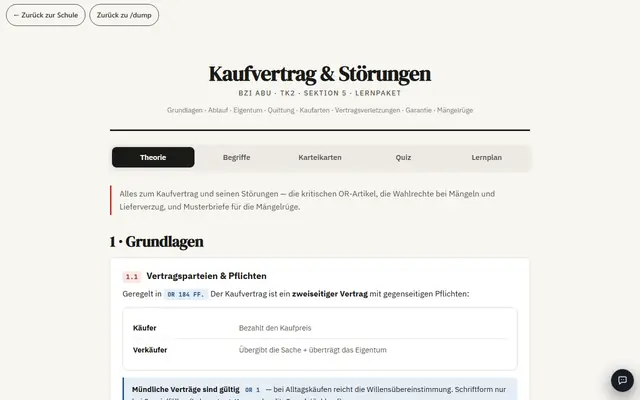 ← Zurück zur Schule Zurück zu /dump
Kaufvertrag & Störungen
BZI ABU · TK2 · SEKTION 5 · LERNPAKET
Grundlagen · Ablauf · Eigentum · Quittung · Kaufarten · Vertragsverletzungen · Garantie · Mängelrüge
Theorie Begriffe Karteikarten Quiz Lernplan
Alles zum Kaufvertrag und seinen Störungen — die kritischen OR-Artikel, die Wahlrechte bei Mängeln und
Lieferverzug, und Musterbriefe für die Mängelrüge.
1 · Grundlagen
1.1 Vertragsparteien & Pflichten
Geregelt in OR 184 FF. Der Kaufvertrag ist ein zweiseitiger Vertrag mit gegenseitigen Pflichten:
Käufer Bezahlt den Kaufpreis
Verkäufer Übergibt die Sache + überträgt das Eigentum
Mündliche Verträge sind gültig OR 1 — bei Alltagskäufen reicht die Willensübereinstimmung. Schriftform nur